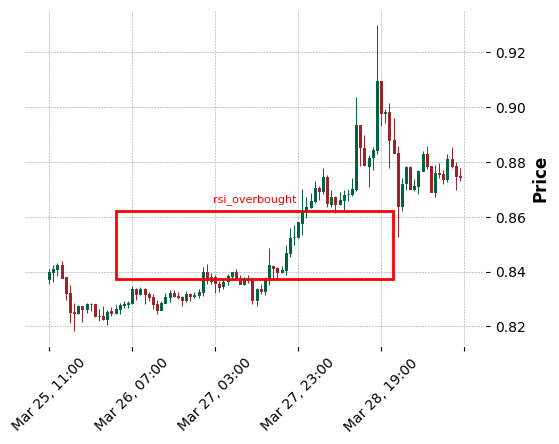 0.92
0.90
rsi_overbought
0.88
0.86
0.84
0.82
Price
Mar 25, 11:00
Mar 26, 07:00
Mar 27, 03:00
Mar 27, 23:00
Mar 28, 19:00